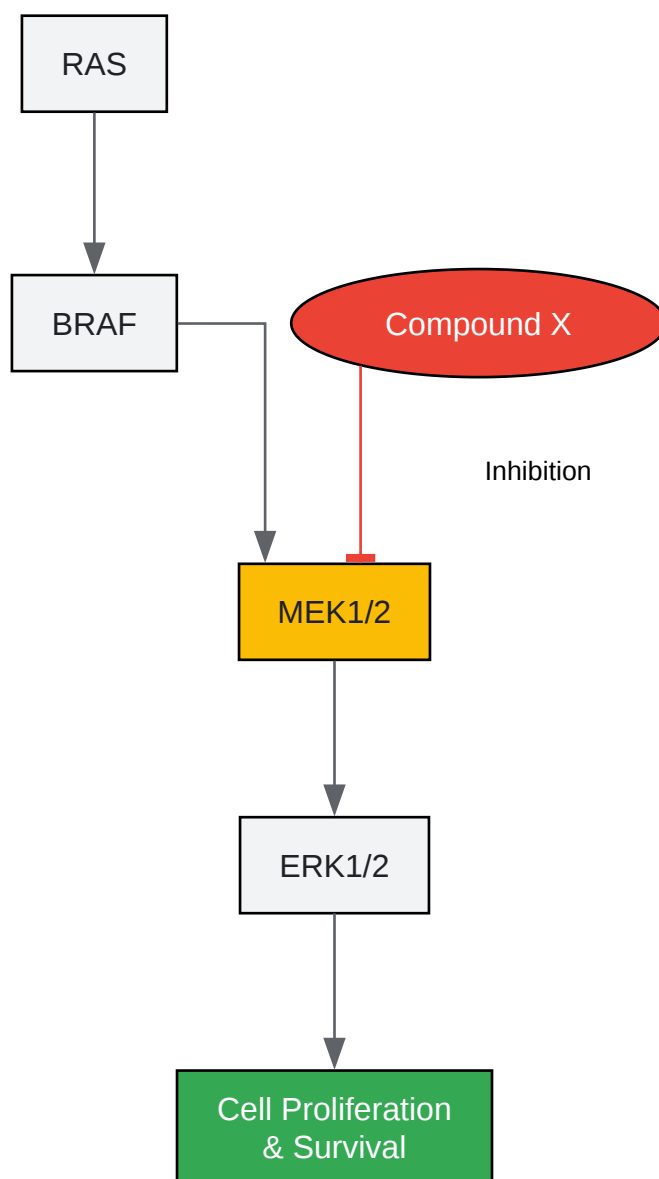 RAS
BRAF
Compound X
Inhibition
MEK1/2
ERK1/2
Cell Proliferation
& Survival